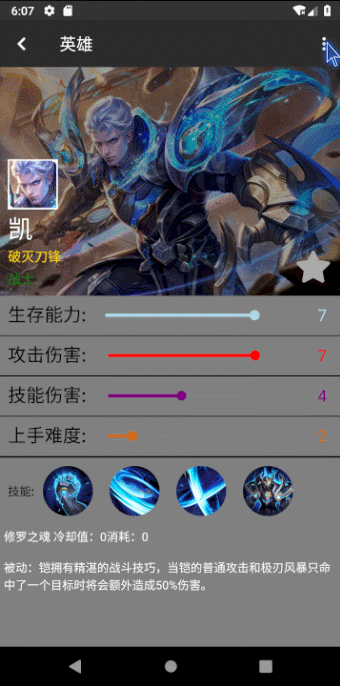 6:07
英雄
凯
破灭刀锋
战士
生存能力: 7
攻击伤害: 7
技能伤害: 4
上手难度: 2
技能:
修罗之魂 冷却值：0消耗：0
被动：铠拥有精湛的战斗技巧，当铠的普通攻击和极刃风暴只命
中了一个目标时将会额外造成50%伤害。